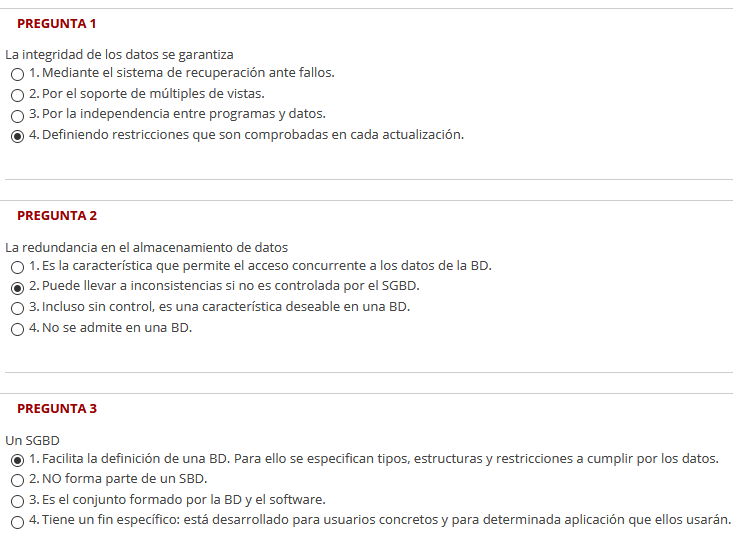 PREGUNTA 1
La integridad de los datos se garantiza
1. Mediante el sistema de recuperación ante fallos.
2. Por el soporte de múltiples de vistas.
3. Por la independencia entre programas y datos.
4. Definiendo restricciones que son comprobadas en cada actualización.
PREGUNTA 2
La redundancia en el almacenamiento de datos
1. Es la característica que permite el acceso concurrente a los datos de la BD.
2. Puede llevar a inconsistencias si no es controlada por el SGBD.
3. Incluso sin control, es una característica deseable en una BD.
4. No se admite en una BD.
PREGUNTA 3
Un SGBD
1. Facilita la definición de una BD. Para ello se especifican tipos, estructuras y restricciones a cumplir por los datos.
2. NO forma parte de un SBD.
3. Es el conjunto formado por la BD y el software.
4. Tiene un fin específico: está desarrollado para usuarios concretos y para determinada aplicación que ellos usarán.